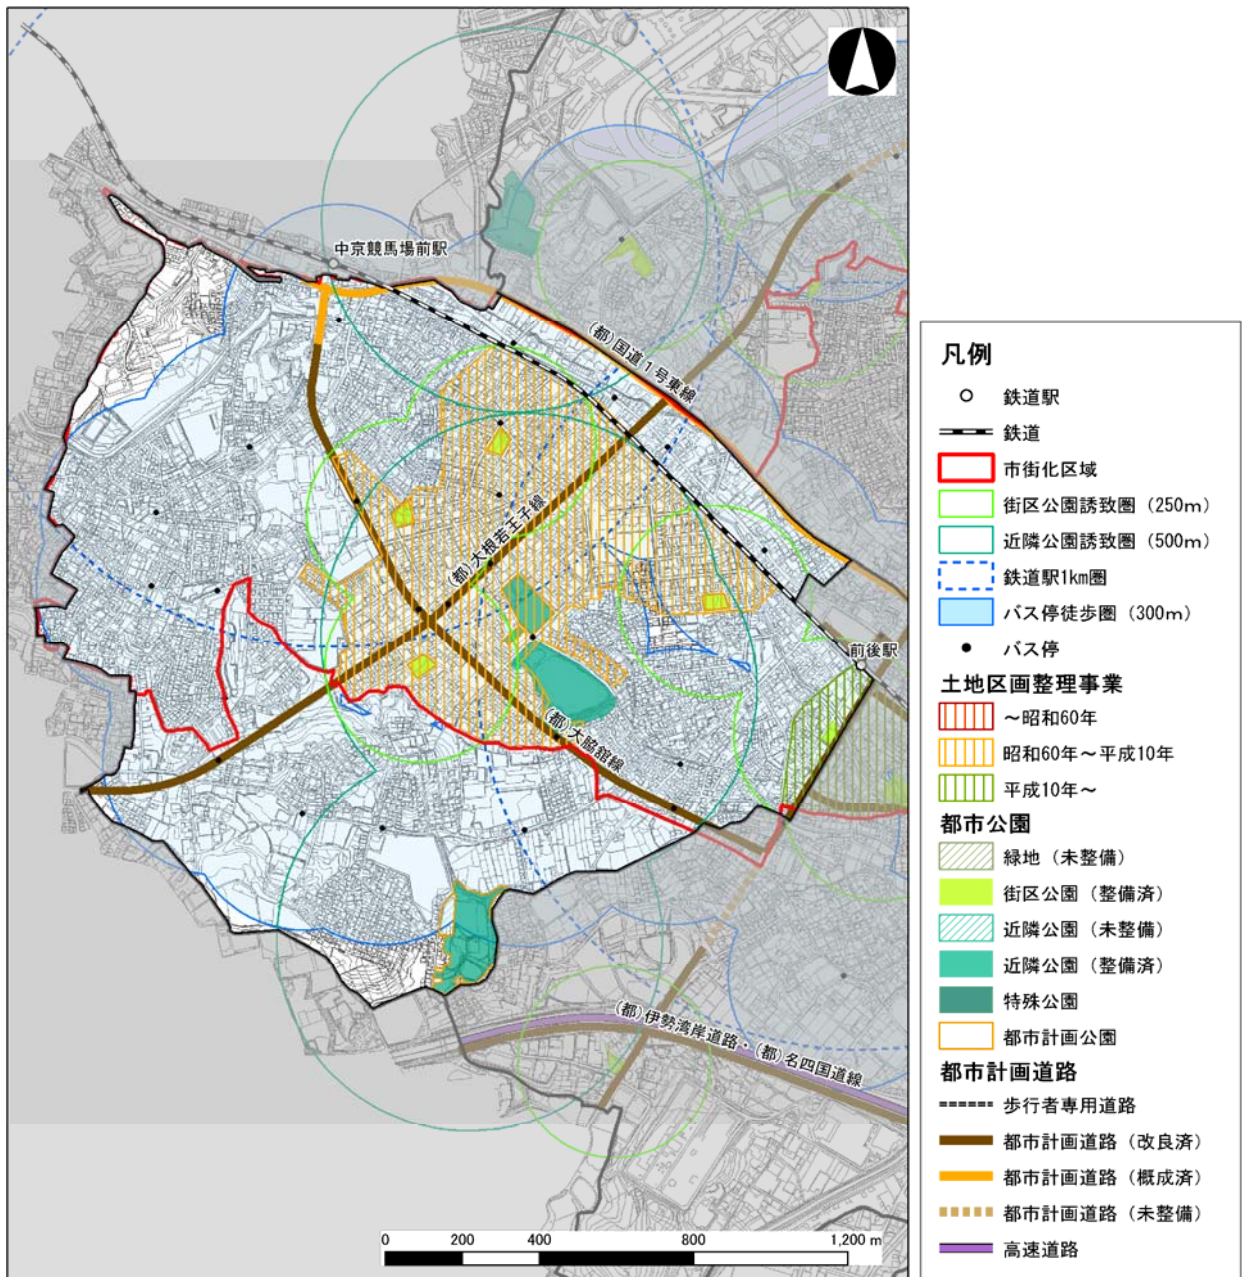 中京競馬場前駅
(都)国道1号東線
(都)大根若王子線
前後駅
(都)大脇舘線
(都)伊勢湾岸道路・(都)名四国道線
0 200 400 800 1,200 m
凡例
鉄道駅
鉄道
市街化区域
街区公園誘致圏(250m)
近隣公園誘致圏(500m)
鉄道駅1km圏
バス停徒歩圏(300m)
バス停
土地区画整理事業
～昭和60年
昭和60年～平成10年
平成10年～
都市公園
緑地(未整備)
街区公園(整備済)
近隣公園(未整備)
近隣公園(整備済)
特殊公園
都市計画公園
都市計画道路
歩行者専用道路
都市計画道路(改良済)
都市計画道路(概成済)
都市計画道路(未整備)
高速道路